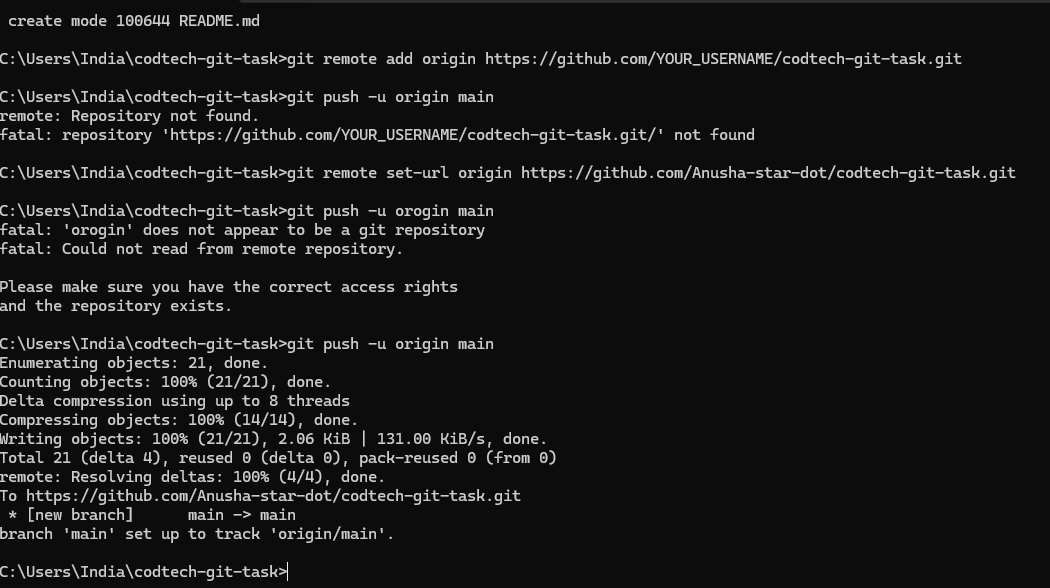 create mode 100644 README.md
C:\Users\India\codtech-git-task>git remote add origin https://github.com/YOUR_USERNAME/codtech-git-task.git
C:\Users\India\codtech-git-task>git push -u origin main
remote: Repository not found.
fatal: repository 'https://github.com/YOUR_USERNAME/codtech-git-task.git/' not found
C:\Users\India\codtech-git-task>git remote set-url origin https://github.com/Anusha-star-dot/codtech-git-task.git
C:\Users\India\codtech-git-task>git push -u orogin main
fatal: 'orogin' does not appear to be a git repository
fatal: Could not read from remote repository.
Please make sure you have the correct access rights
and the repository exists.
C:\Users\India\codtech-git-task>git push -u origin main
Enumerating objects: 21, done.
Counting objects: 100% (21/21), done.
Delta compression using up to 8 threads
Compressing objects: 100% (14/14), done.
Writing objects: 100% (21/21), 2.06 KiB | 131.00 KiB/s, done.
Total 21 (delta 4), reused 0 (delta 0), pack-reused 0 (from 0)
remote: Resolving deltas: 100% (4/4), done.
To https://github.com/Anusha-star-dot/codtech-git-task.git
 * [new branch]      main -> main
branch 'main' set up to track 'origin/main'.
C:\Users\India\codtech-git-task>